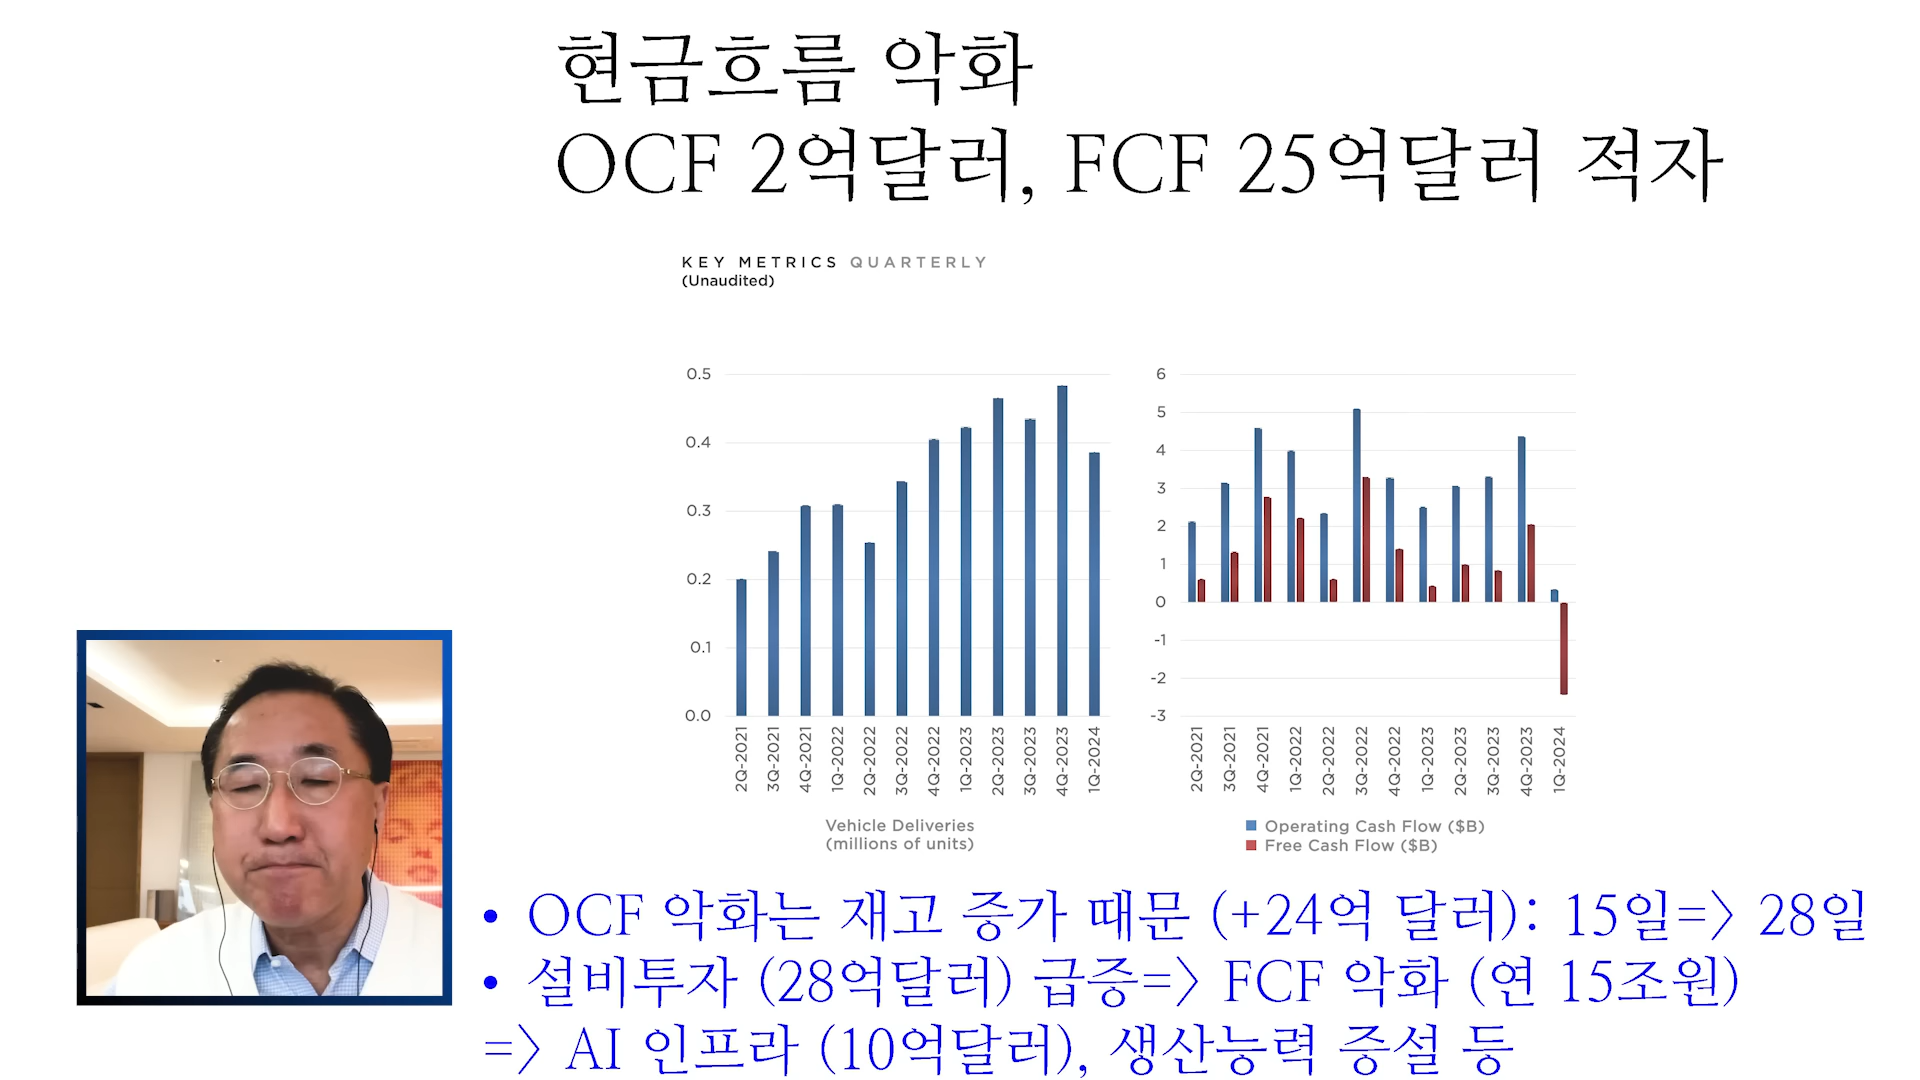 현금흐름 악화
OCF 2억달러, FCF 25억달러 적자
KEY METRICS QUARTERLY
(Unaudited)
0.5
0.4
0.3
0.2
0.1
0.0
2Q-2021
3Q-2021
4Q-2021
1Q-2022
2Q-2022
3Q-2022
4Q-2022
1Q-2023
2Q-2023
3Q-2023
4Q-2023
1Q-2024
Vehicle Deliveries
(millions of units)
6
5
4
3
2
1
0
-1
-2
-3
2Q-2021
3Q-2021
4Q-2021
1Q-2022
2Q-2022
3Q-2022
4Q-2022
1Q-2023
2Q-2023
3Q-2023
4Q-2023
1Q-2024
Operating Cash Flow ($B)
Free Cash Flow ($B)
• OCF 악화는 재고 증가 때문 (+24억 달러): 15일=> 28일
• 설비투자 (28억달러) 급증=> FCF 악화 (연 15조원)
=> AI 인프라 (10억달러), 생산능력 증설 등